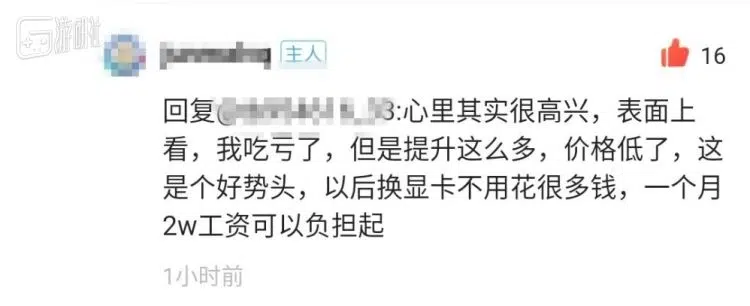 游研社
主人
16
回复@3:心里其实很高兴，表面上
看，我吃亏了，但是提升这么多，价格低了，这
是个好势头，以后换显卡不用花很多钱，一个月
2w工资可以负担起
1小时前